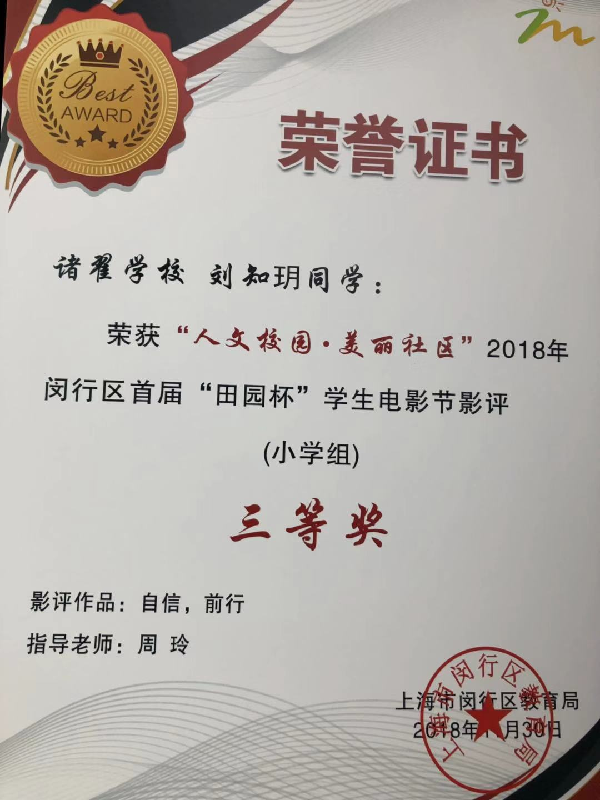 Best
AWARD
荣誉证书
诸翟学校 刘知玥同学：
荣获“人文校园·美丽社区”2018年
闵行区首届“田园杯”学生电影节影评
(小学组)
三等奖
影评作品：自信，前行
指导老师：周 玲
上海市闵行区教育局
2018年11月30日
上海市闵行区教育局